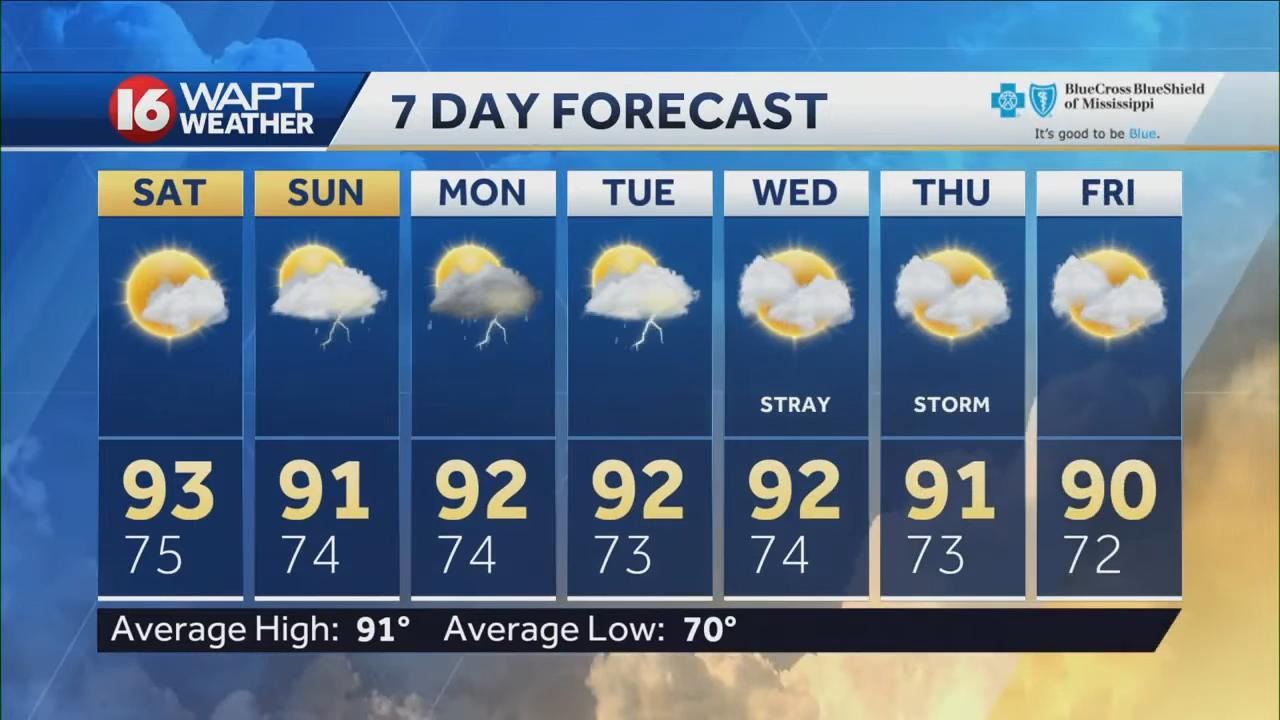 16 WAPT
WEATHER
7 DAY FORECAST
BlueCross BlueShield
of Mississippi
It's good to be Blue.
SAT SUN MON TUE WED THU FRI
STRAY STORM
93 91 92 92 92 91 90
75 74 74 73 74 73 72
Average High: 91° Average Low: 70°